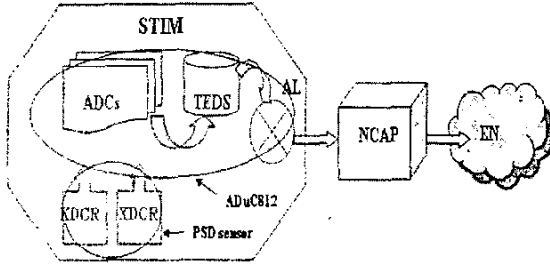 STIM
ADCs
TEDS
AL
NCAP
EN
ADuC812
XDCR
XDCR
PSD sensor